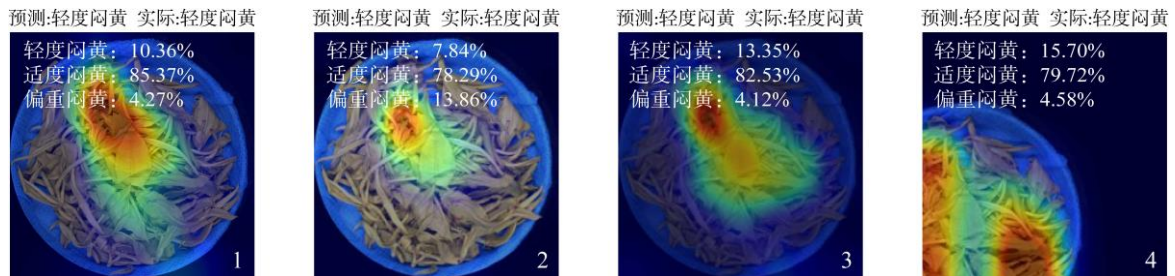 预测:轻度闷黄 实际:轻度闷黄
轻度闷黄：10.36%
适度闷黄：85.37%
偏重闷黄：4.27%
1
预测:轻度闷黄 实际:轻度闷黄
轻度闷黄：7.84%
适度闷黄：78.29%
偏重闷黄：13.86%
2
预测:轻度闷黄 实际:轻度闷黄
轻度闷黄：13.35%
适度闷黄：82.53%
偏重闷黄：4.12%
3
预测:轻度闷黄 实际:轻度闷黄
轻度闷黄：15.70%
适度闷黄：79.72%
偏重闷黄：4.58%
4